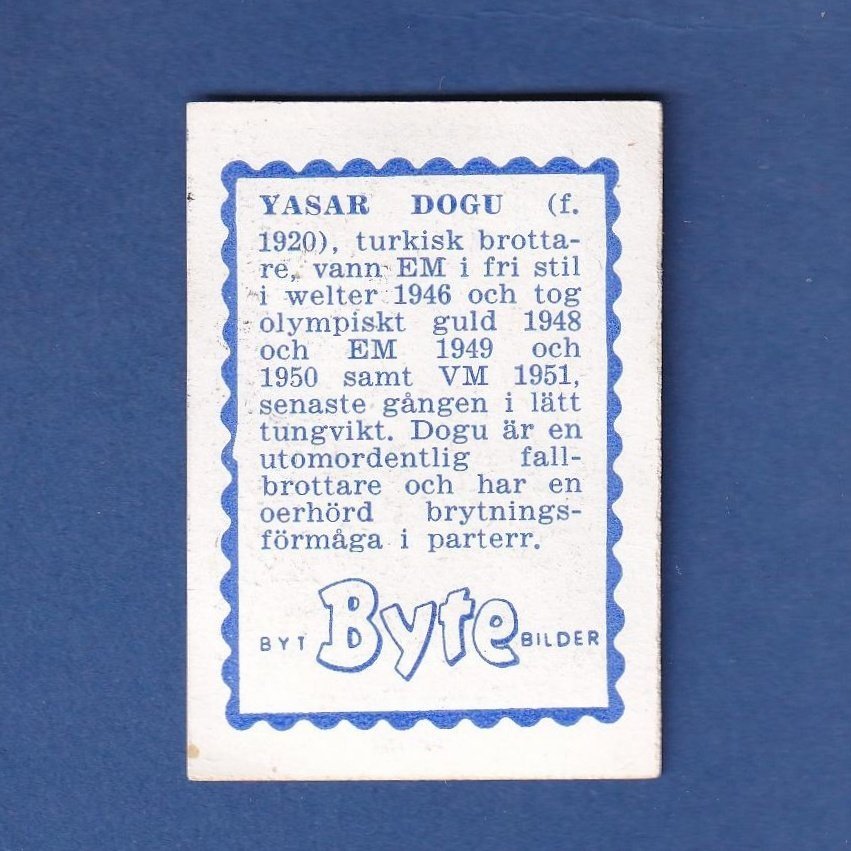 YASAR DOGU (f.
1920), turkisk brotta-
re, vann EM i fri stil
i welter 1946 och tog
olympiskt guld 1948
och EM 1949 och
1950 samt VM 1951,
senaste gången i lätt
tungvikt. Dogu är en
utomordentlig fall-
brottare och har en
oerhörd brytnings-
förmåga i parterr.
BYT Byte BILDER